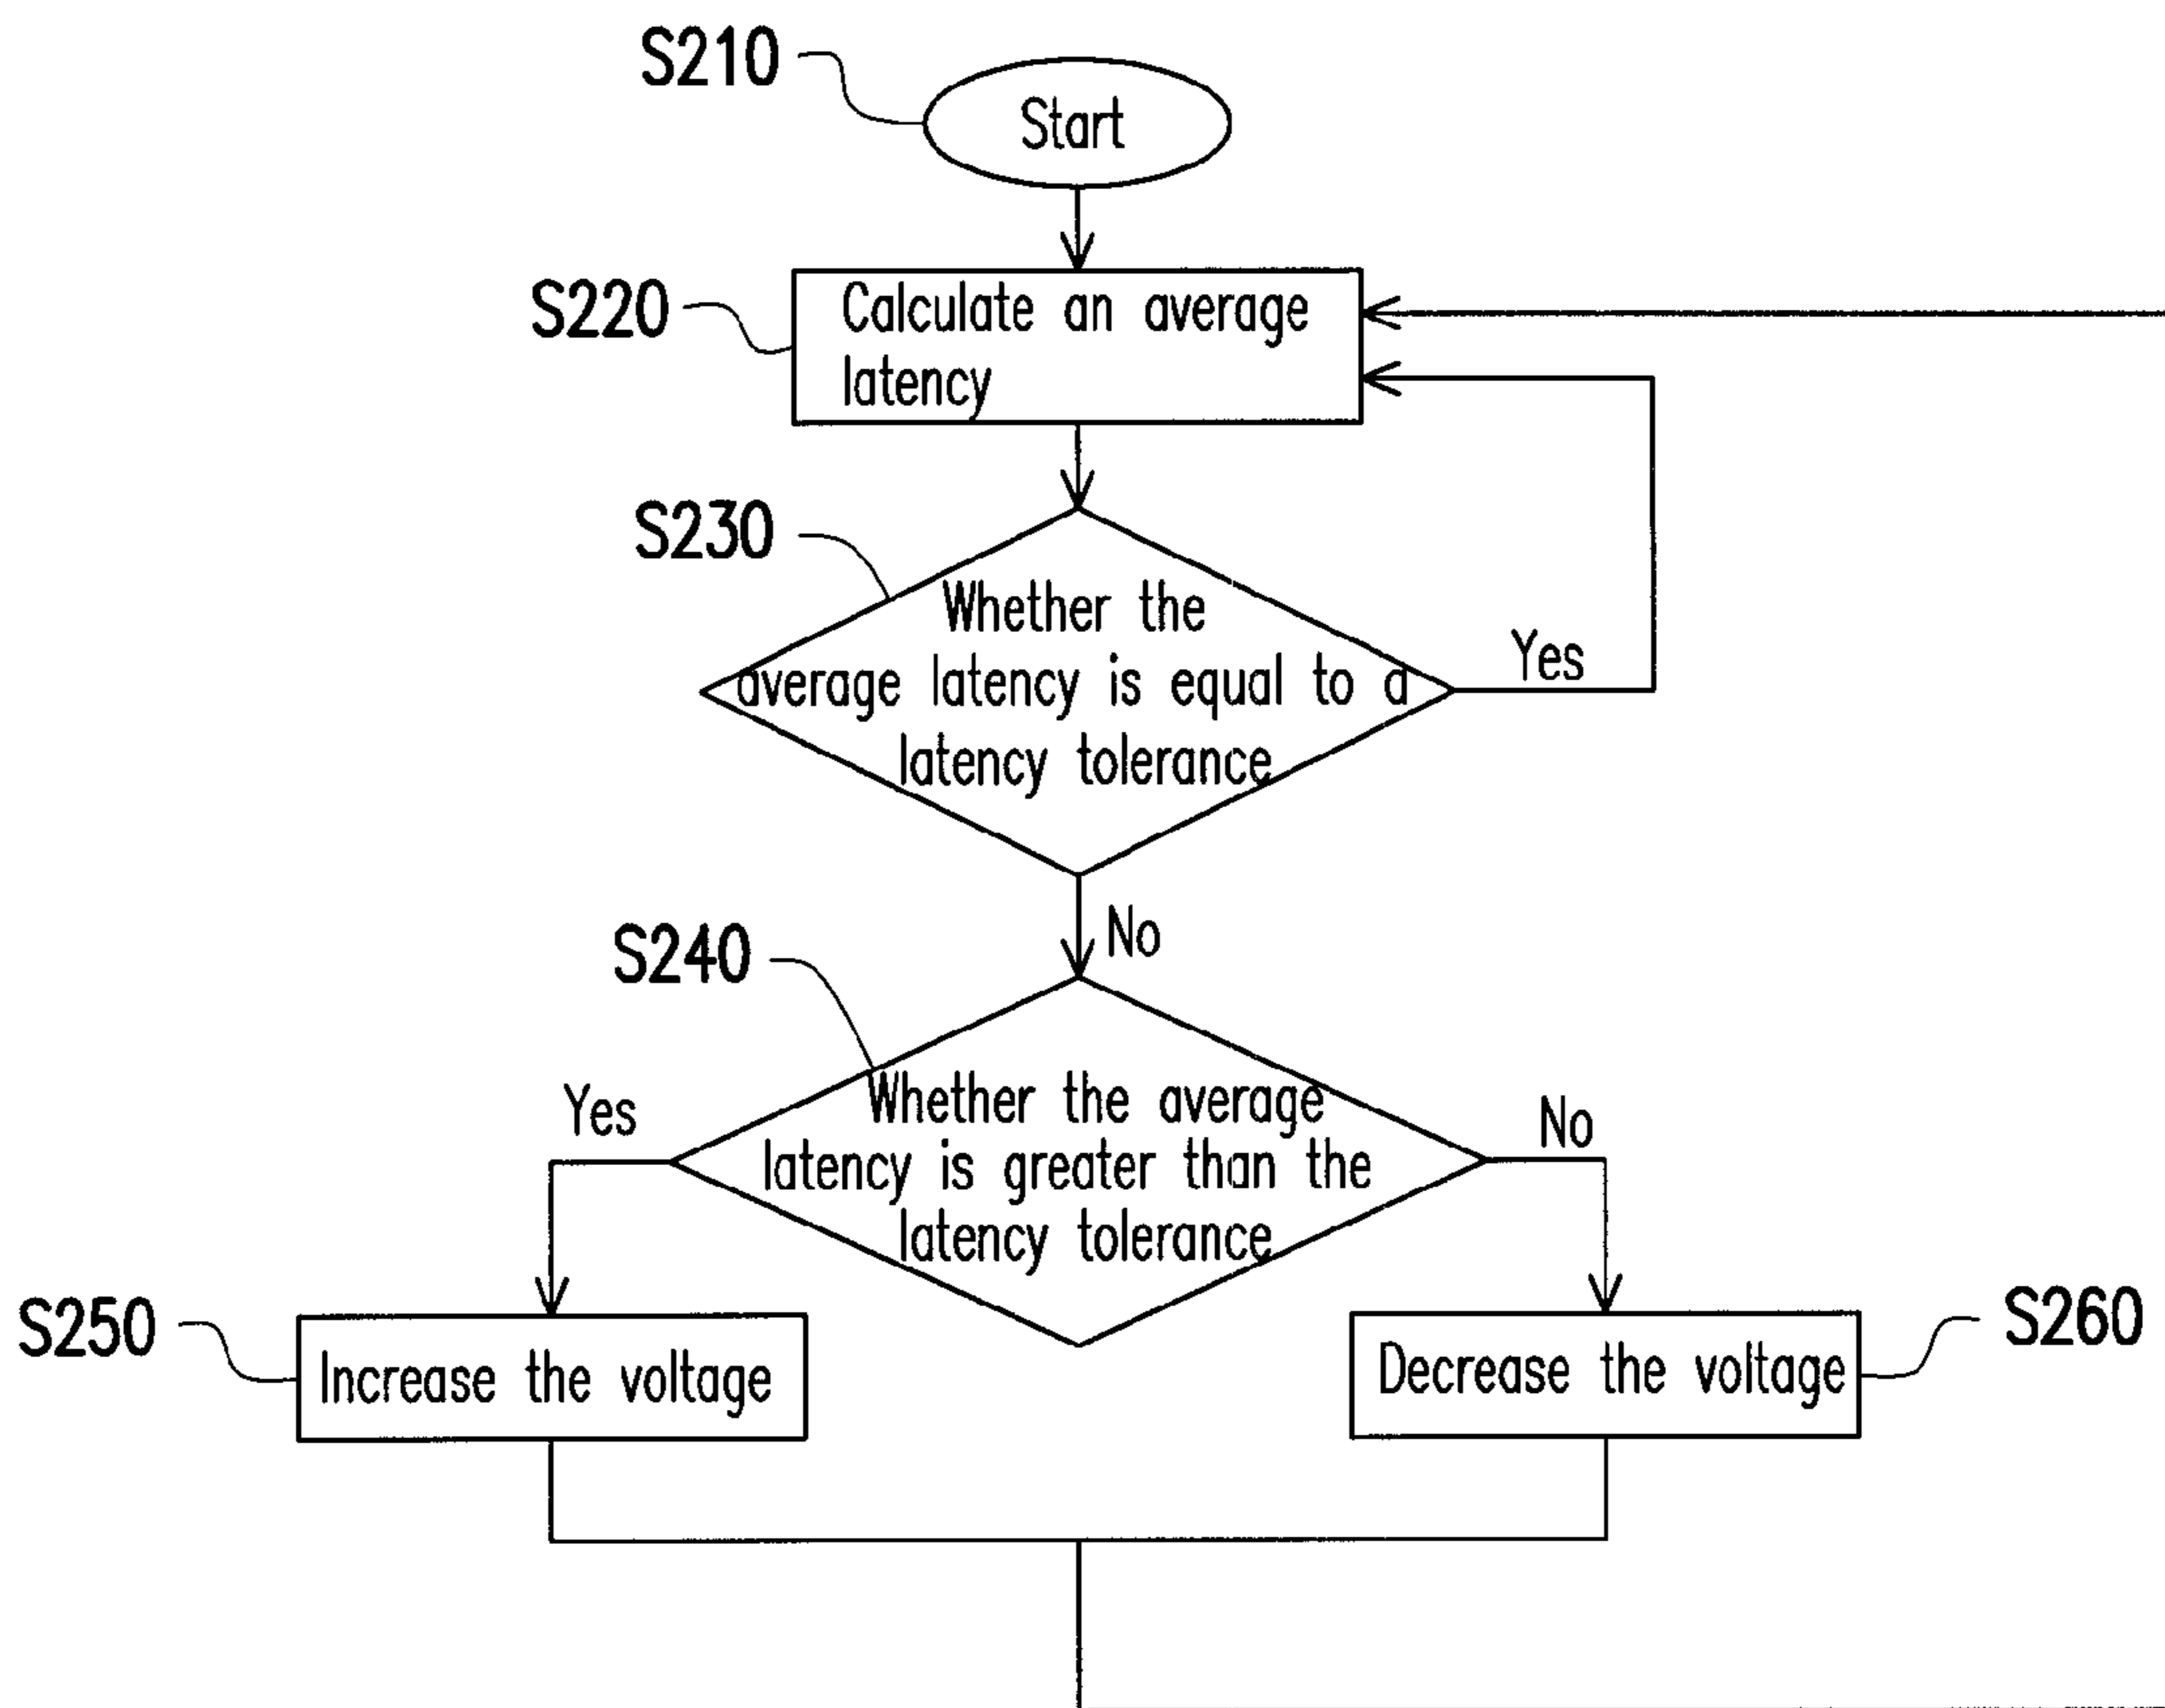 S210
Start
S220
Calculate an average
latency
S230
Whether the
average latency is equal to a
latency tolerance
Yes
No
S240
Whether the average
latency is greater than the
latency tolerance
Yes
No
S250
Increase the voltage
Decrease the voltage
S260